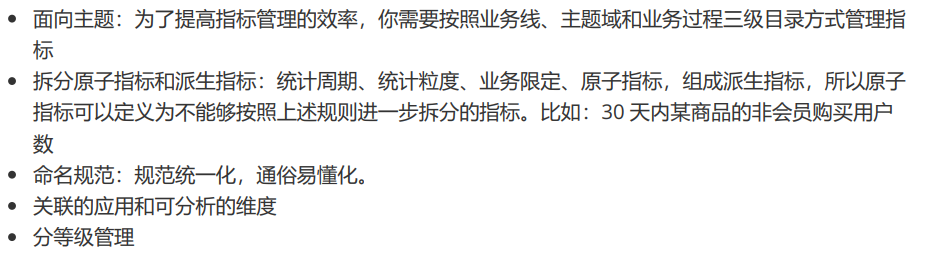 面向主题：为了提高指标管理的效率，你需要按照业务线、主题域和业务过程三级目录方式管理指
标
拆分原子指标和派生指标：统计周期、统计粒度、业务限定、原子指标，组成派生指标，所以原子
指标可以定义为不能够按照上述规则进一步拆分的指标。比如：30 天内某商品的非会员购买用户
数
命名规范：规范统一化，通俗易懂化。
关联的应用和可分析的维度
分等级管理